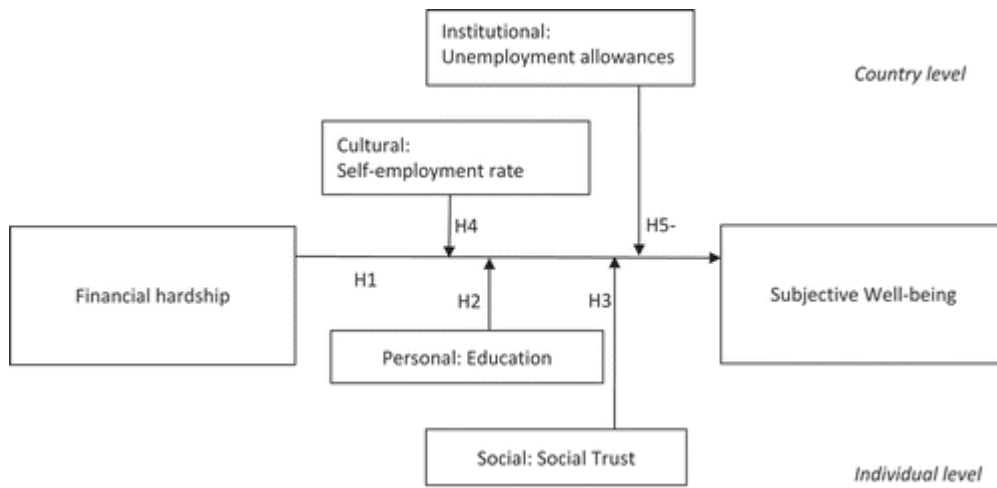 Institutional:
Unemployment allowances
Country level
Cultural:
Self-employment rate
H4
H5-
Financial hardship
H1
H2
H3
Subjective Well-being
Personal: Education
Social: Social Trust
Individual level